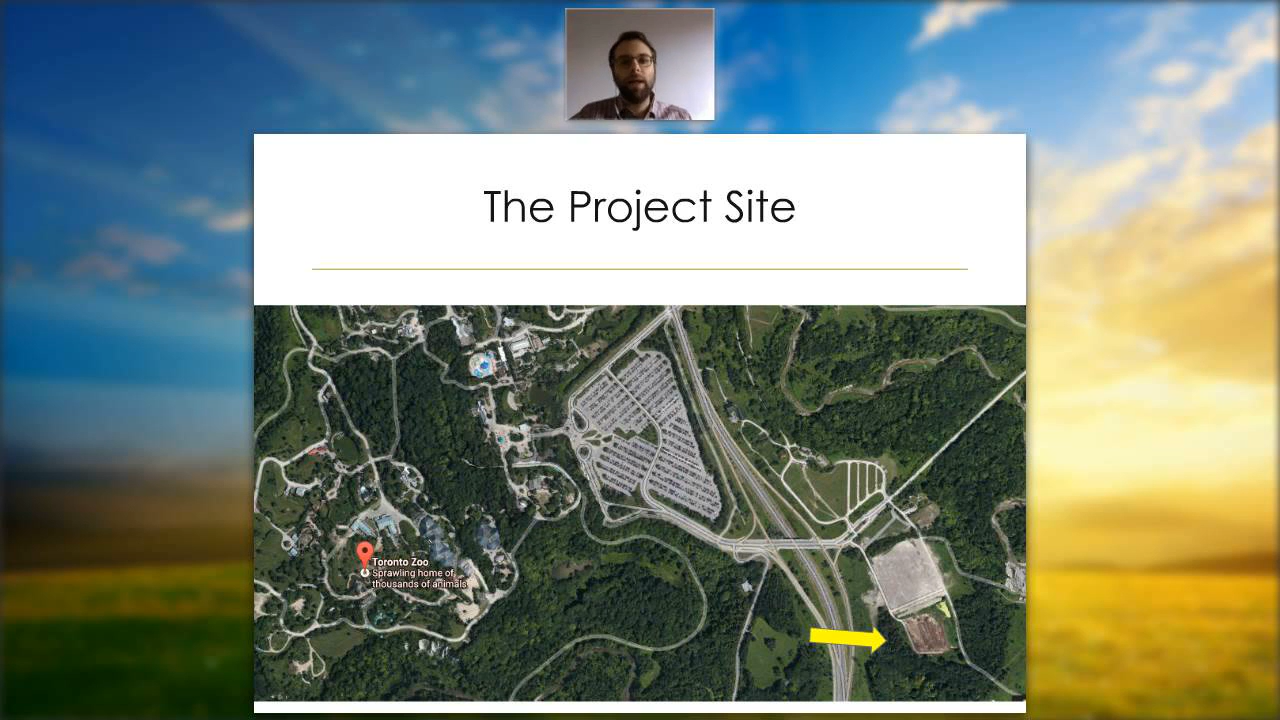 The Project Site
Toronto Zoo
Sprawling home of
thousands of animals